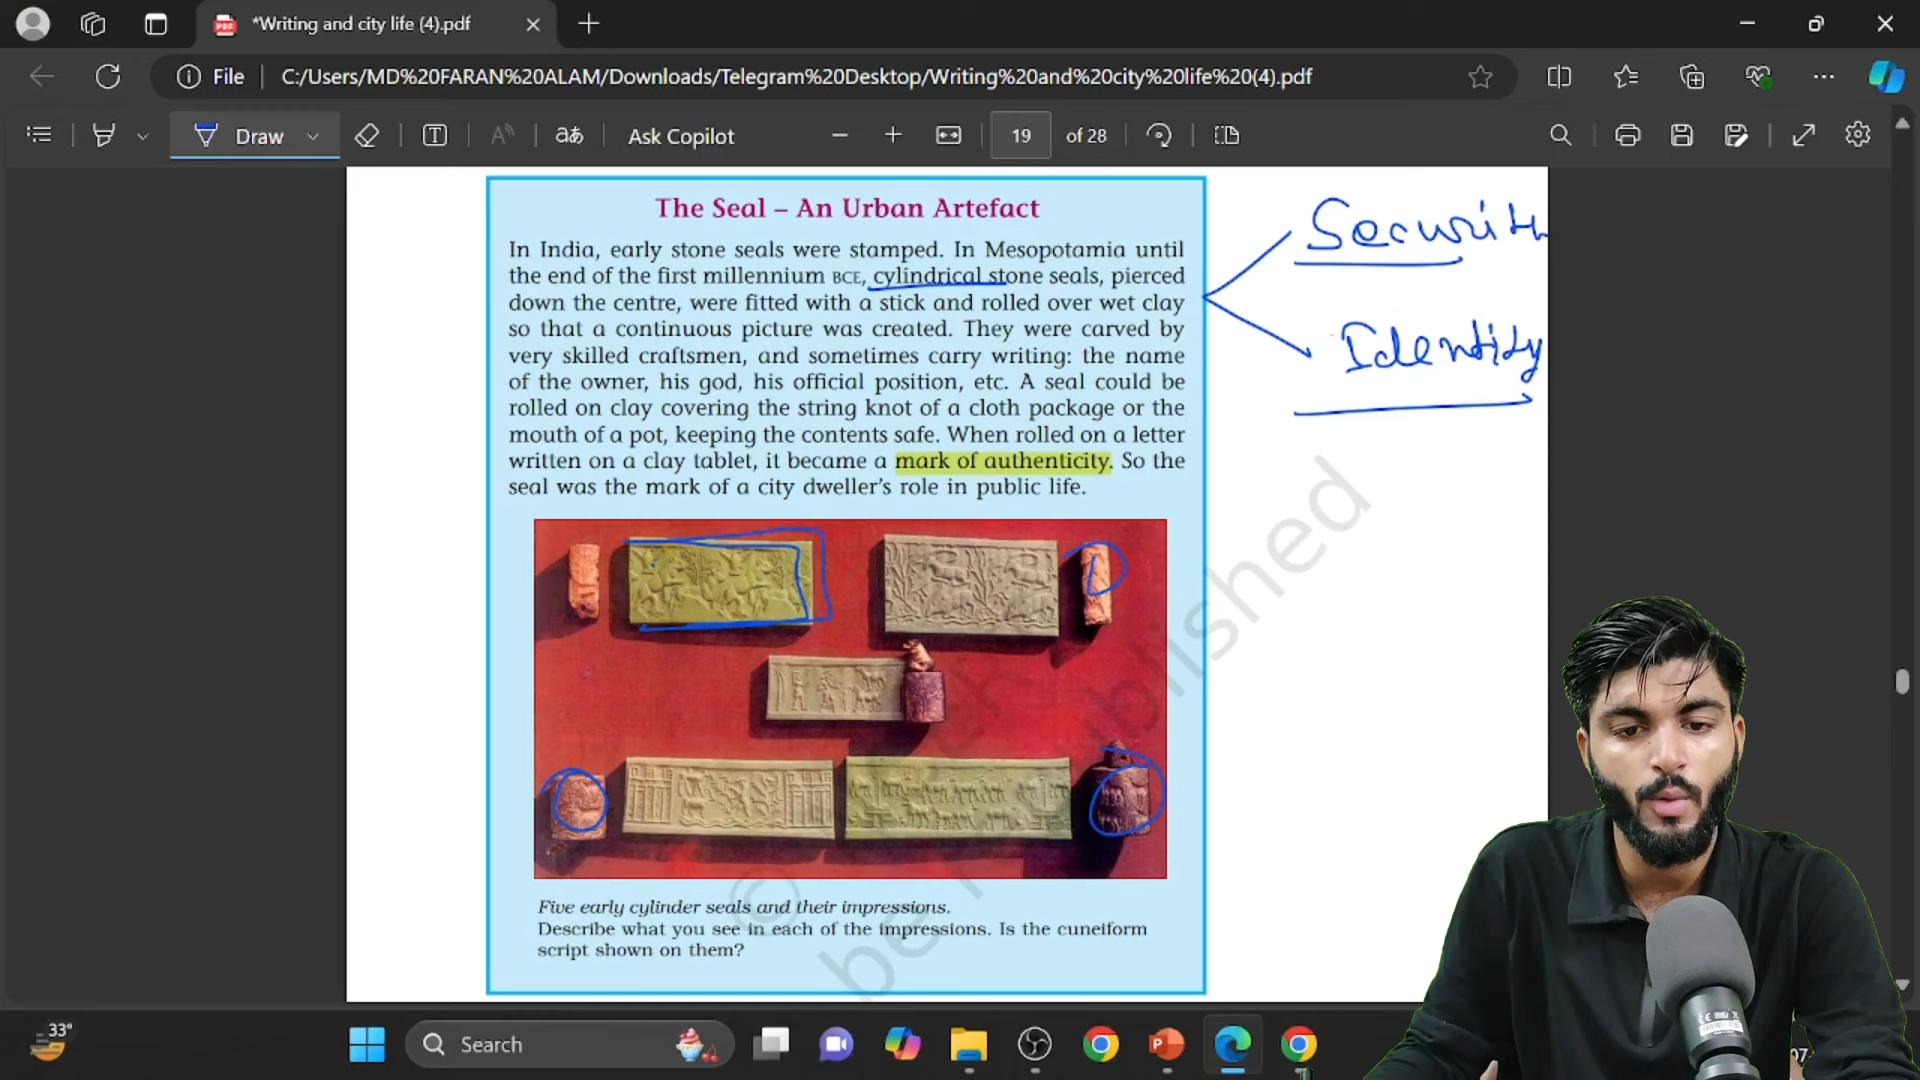 *Writing and city life (4).pdf
File
C:/Users/MD%20FARAN%20ALAM/Downloads/Telegram%20Desktop/Writing%20and%20city%20life%20(4).pdf
Draw
Ask Copilot
19 of 28
The Seal – An Urban Artefact
In India, early stone seals were stamped. In Mesopotamia until
the end of the first millennium BCE, cylindrical stone seals, pierced
down the centre, were fitted with a stick and rolled over wet clay
so that a continuous picture was created. They were carved by
very skilled craftsmen, and sometimes carry writing: the name
of the owner, his god, his official position, etc. A seal could be
rolled on clay covering the string knot of a cloth package or the
mouth of a pot, keeping the contents safe. When rolled on a letter
written on a clay tablet, it became a mark of authenticity. So the
seal was the mark of a city dweller's role in public life.
Identity
Five early cylinder seals and their impressions.
Describe what you see in each of the impressions. Is the cuneiform
script shown on them?
33°
Search